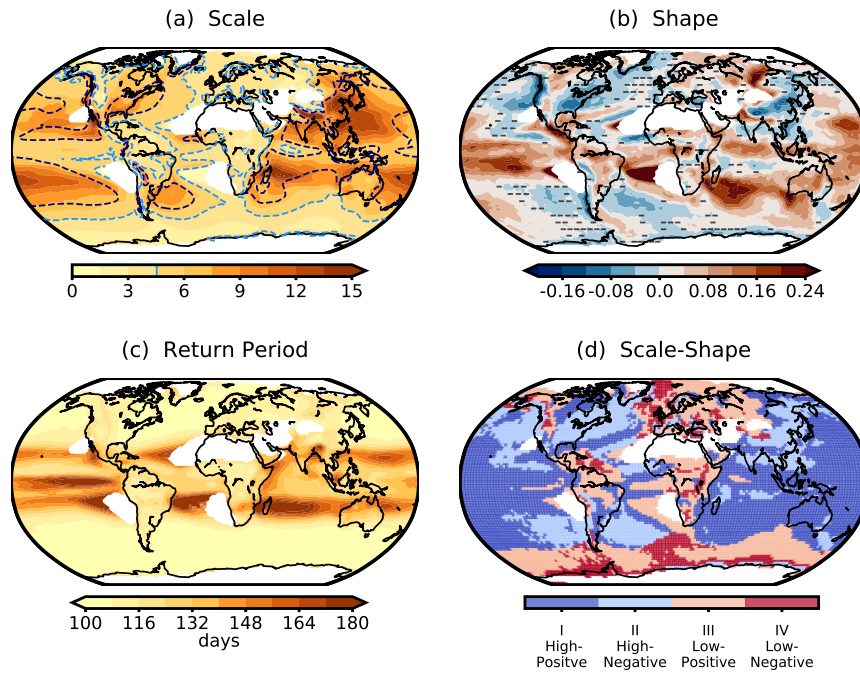 (a) Scale
(b) Shape
0 3 6 9 12 15
-0.16 -0.08 0.0 0.08 0.16 0.24
(c) Return Period
(d) Scale-Shape
100 116 132 148 164 180
days
I II III IV
High- High- Low- Low-
Positve Negative Positive Negative